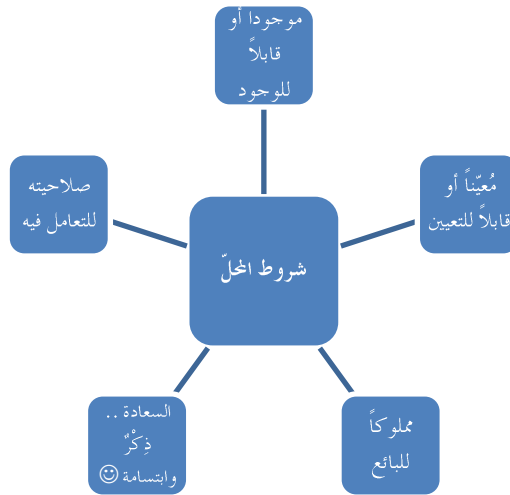 موجودا أو
قابلاً
للوجود
مُعيّناً أو
قابلاً للتعيين
مملوكاً
للبائع
السعادة ..
ذِكْرٌ
وابتسامة ☺
صلاحيته
للتعامل فيه
شروط المحلّ